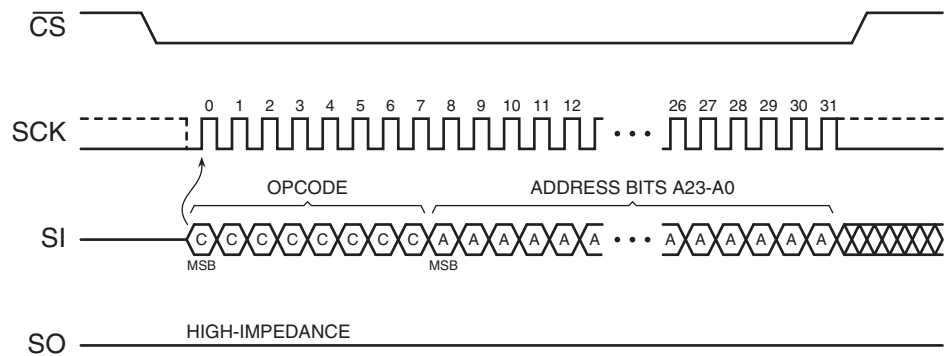 C̅S̅
0 1 2 3 4 5 6 7 8 9 10 11 12 26 27 28 29 30 31
SCK
OPCODE ADDRESS BITS A23-A0
SI C C C C C C C C A A A A A A ••• A A A A A A
MSB MSB
HIGH-IMPEDANCE
SO